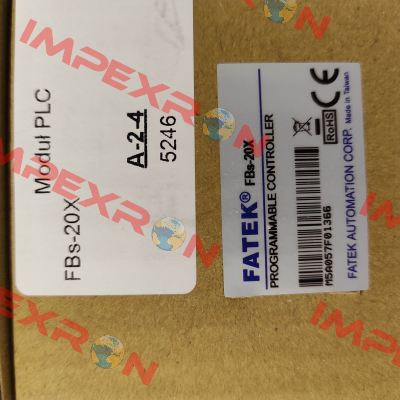 Moduł PLC
FBs-20X
A-2-4
5246
FATEK® FBs-20X
PROGRAMMABLE CONTROLLER
M5A057F01366
FATEK AUTOMATION CORP. Made in Taiwan
CE
RoHS
IMPEXRON
IMPEXRON
IMPEXRON